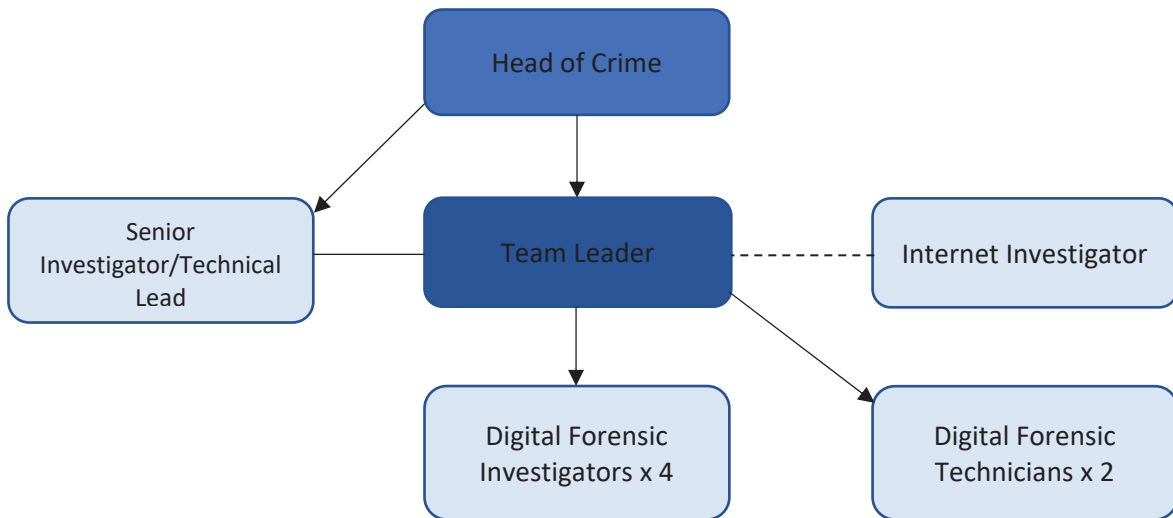 Head of Crime
Senior
Investigator/Technical
Lead
Team Leader
Internet Investigator
Digital Forensic
Investigators x 4
Digital Forensic
Technicians x 2